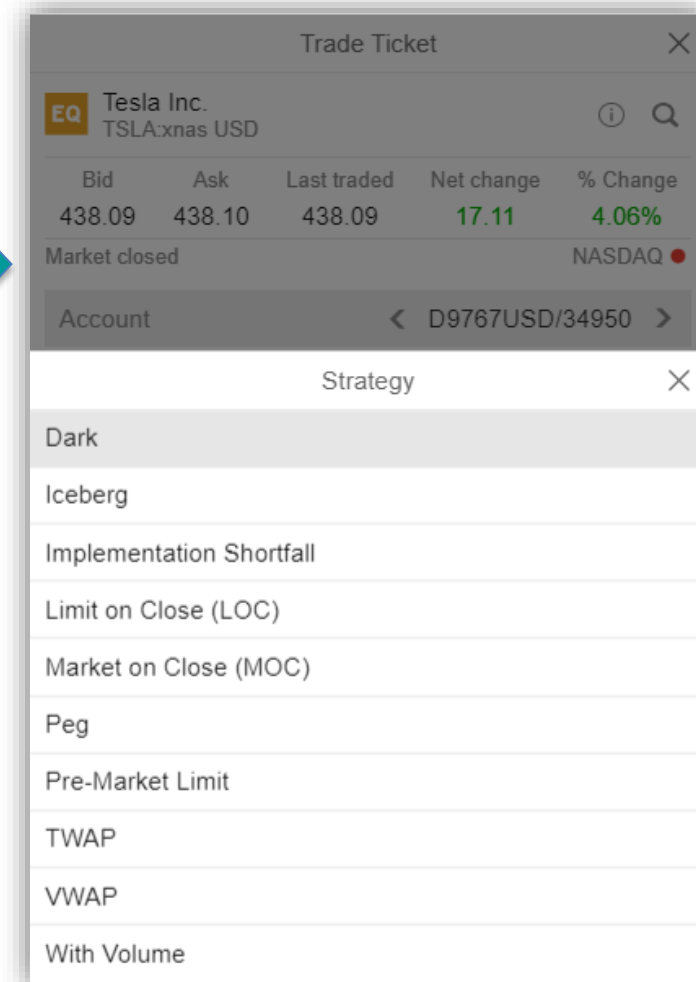 Trade Ticket
EQ
Tesla Inc.
TSLA:xnas USD
Bid Ask Last traded Net change % Change
438.09 438.10 438.09 17.11 4.06%
Market closed NASDAQ
Account D9767USD/34950
Strategy
Dark
Iceberg
Implementation Shortfall
Limit on Close (LOC)
Market on Close (MOC)
Peg
Pre-Market Limit
TWAP
VWAP
With Volume